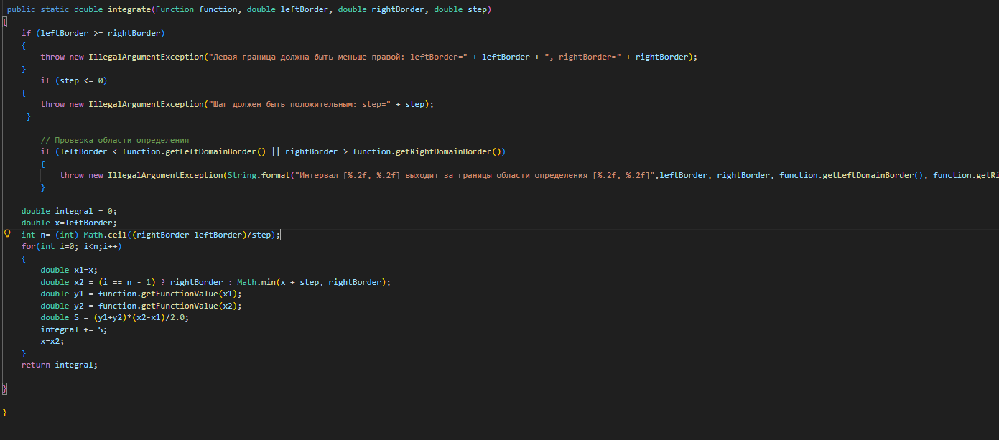 public static double integrate(Function function, double leftBorder, double rightBorder, double step)
{
if (leftBorder >= rightBorder)
{
throw new IllegalArgumentException("Левая граница должна быть меньше правой: leftBorder=" + leftBorder + ", rightBorder=" + rightBorder);
}
if (step <= 0)
{
throw new IllegalArgumentException("Шаг должен быть положительным: step=" + step);
}
// Проверка области определения
if (leftBorder < function.getLeftDomainBorder() || rightBorder > function.getRightDomainBorder())
{
throw new IllegalArgumentException(String.format("Интервал [%.2f, %.2f] выходит за границы области определения [%.2f, %.2f]",leftBorder, rightBorder, function.getLeftDomainBorder(), function.getRi
}
double integral = 0;
double x=leftBorder;
int n= (int) Math.ceil((rightBorder-leftBorder)/step);
for(int i=0; i<n;i++)
{
double x1=x;
double x2 = (i == n - 1) ? rightBorder : Math.min(x + step, rightBorder);
double y1 = function.getFunctionValue(x1);
double y2 = function.getFunctionValue(x2);
double S = (y1+y2)*(x2-x1)/2.0;
integral += S;
x=x2;
}
return integral;
}
}